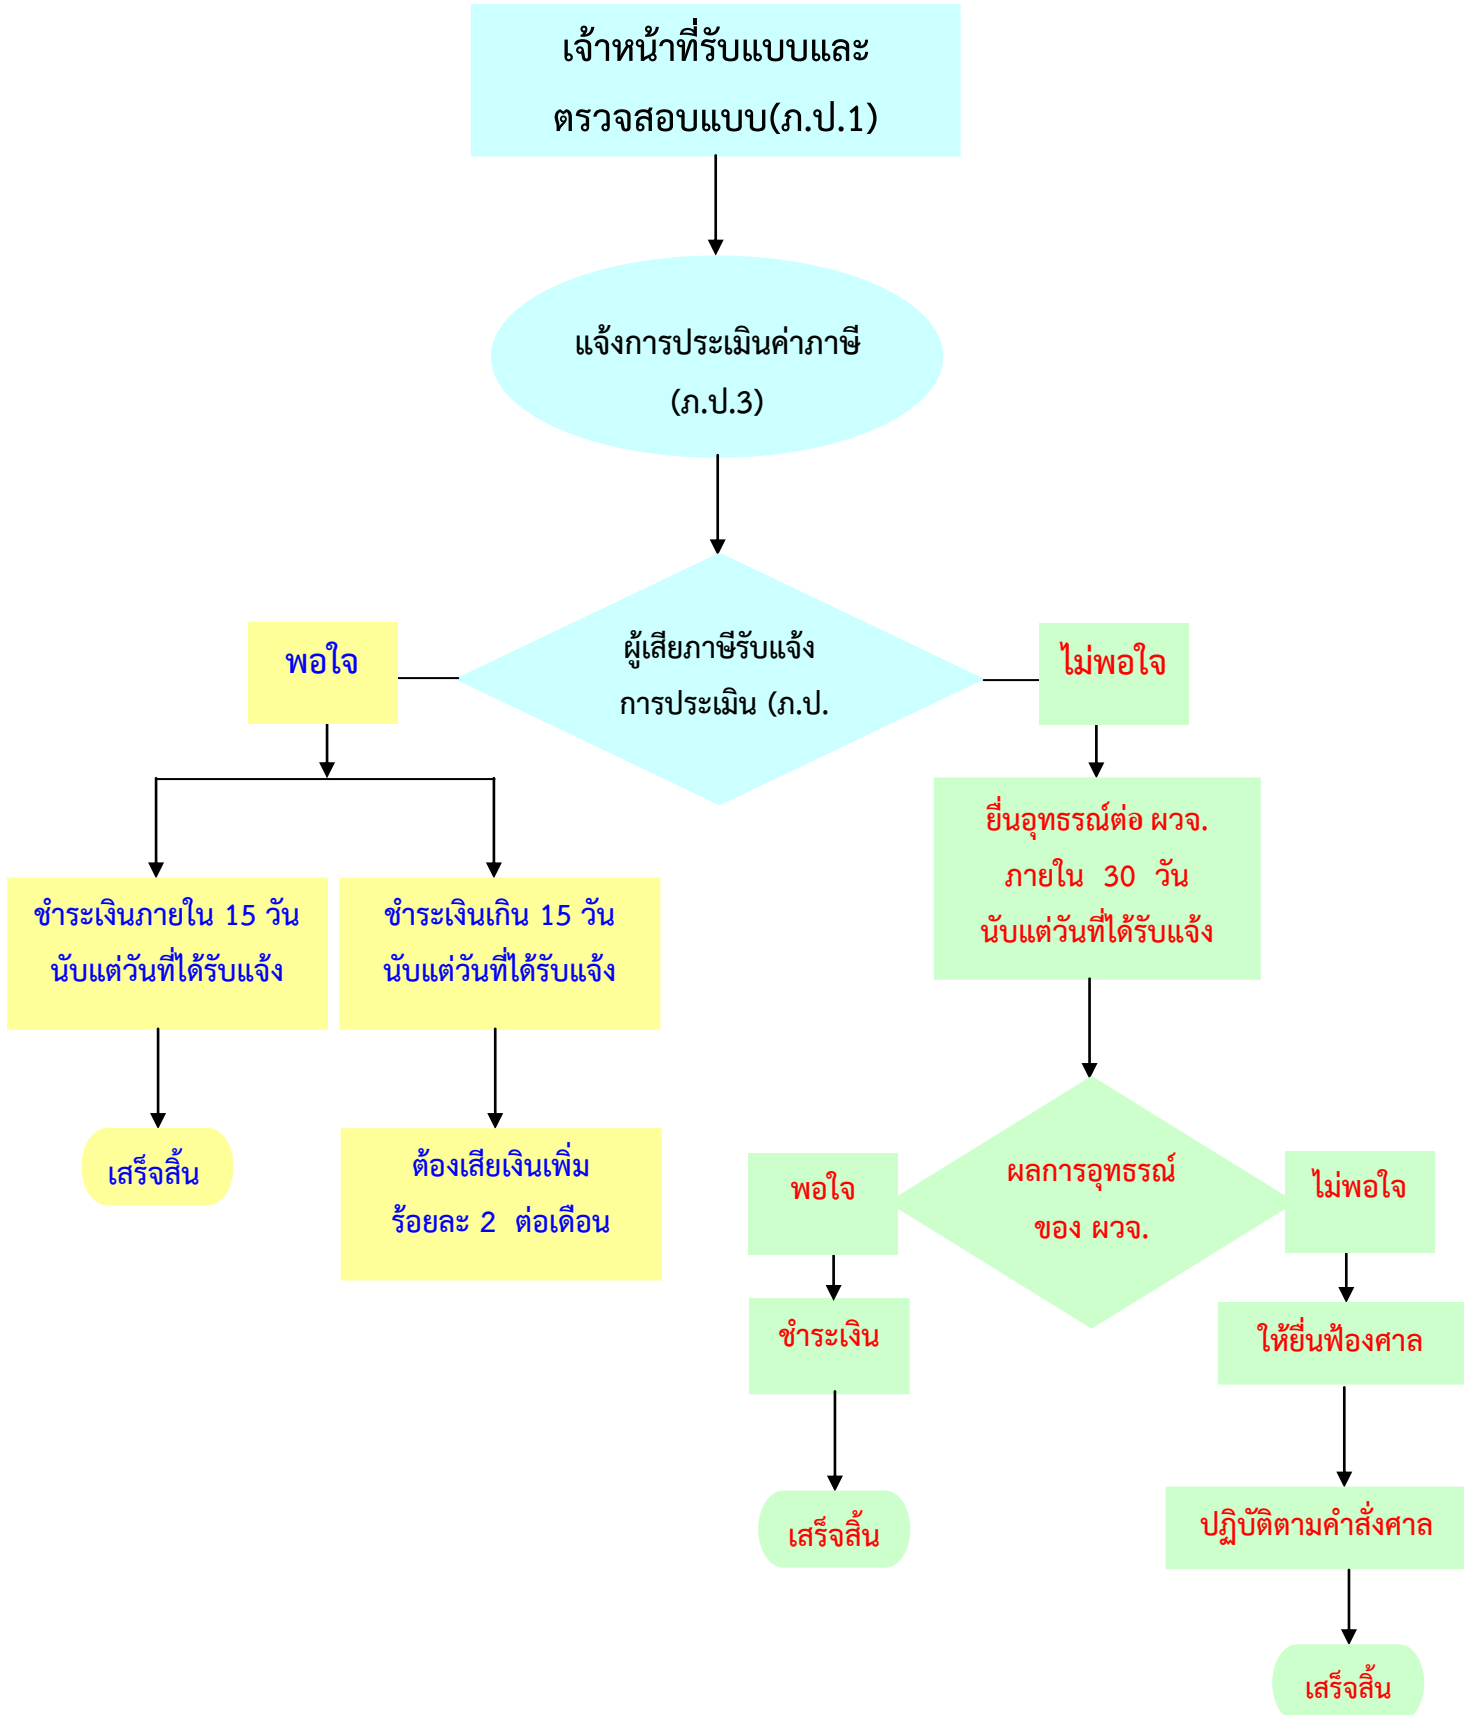 เจ้าหน้าที่รับแบบและ
ตรวจสอบแบบ(ภ.ป.1)
แจ้งการประเมินค่าภาษี
(ภ.ป.3)
ผู้เสียภาษีรับแจ้ง
การประเมิน (ภ.ป.
พอใจ
ไม่พอใจ
ชำระเงินภายใน 15 วัน
นับแต่วันที่ได้รับแจ้ง
ชำระเงินเกิน 15 วัน
นับแต่วันที่ได้รับแจ้ง
ยื่นอุทธรณ์ต่อ ผวจ.
ภายใน 30 วัน
นับแต่วันที่ได้รับแจ้ง
เสร็จสิ้น
ต้องเสียเงินเพิ่ม
ร้อยละ 2 ต่อเดือน
พอใจ
ผลการอุทธรณ์
ของ ผวจ.
ไม่พอใจ
ชำระเงิน
ให้ยื่นฟ้องศาล
เสร็จสิ้น
ปฏิบัติตามคำสั่งศาล
เสร็จสิ้น